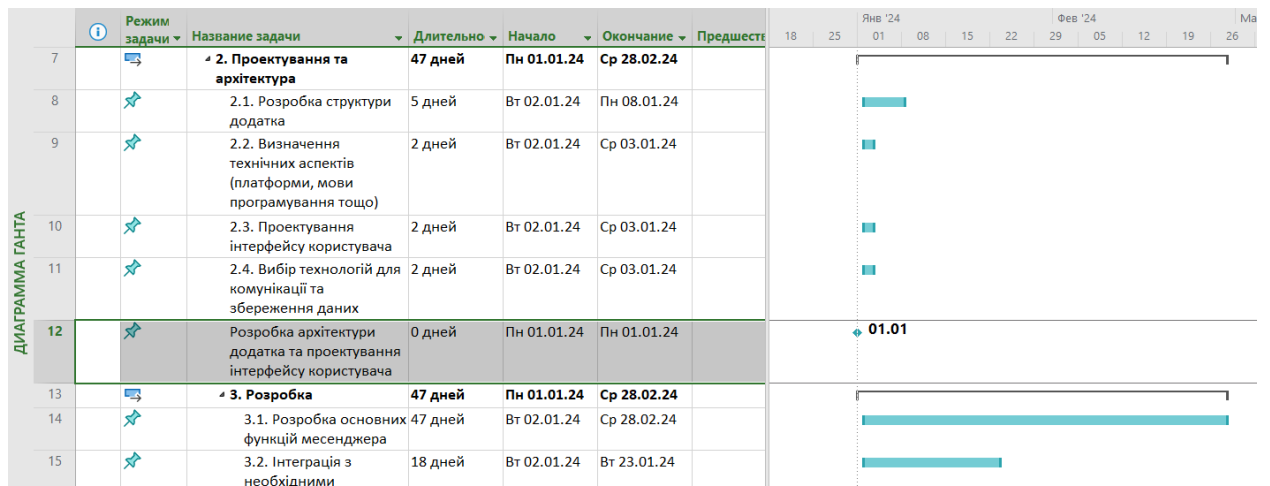 Янв '24 Фев '24 Ма
Режим
задачи Название задачи Длительно Начало Окончание Предшеств
18 25 01 08 15 22 29 05 12 19 26
ДИАГРАММА ГАНТА
7 2. Проектування та 47 дней Пн 01.01.24 Ср 28.02.24
архітектура
8 2.1. Розробка структури 5 дней Вт 02.01.24 Пн 08.01.24
додатка
9 2.2. Визначення 2 дней Вт 02.01.24 Ср 03.01.24
технічних аспектів
(платформи, мови
програмування тощо)
10 2.3. Проектування 2 дней Вт 02.01.24 Ср 03.01.24
інтерфейсу користувача
11 2.4. Вибір технологій для 2 дней Вт 02.01.24 Ср 03.01.24
комунікації та
збереження даних
12 Розробка архітектури 0 дней Пн 01.01.24 Пн 01.01.24 01.01
додатка та проектування
інтерфейсу користувача
13 3. Розробка 47 дней Пн 01.01.24 Ср 28.02.24
14 3.1. Розробка основних 47 дней Вт 02.01.24 Ср 28.02.24
функцій месенджера
15 3.2. Інтеграція з 18 дней Вт 02.01.24 Вт 23.01.24
необхідними